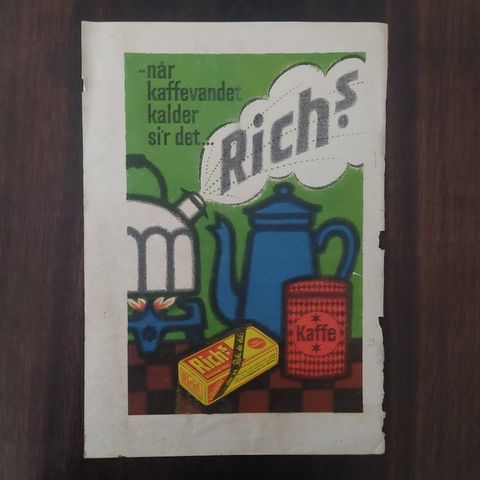 - når
kaffevandet
kalder
si'r det...
Rich's
Kaffe
Rich's